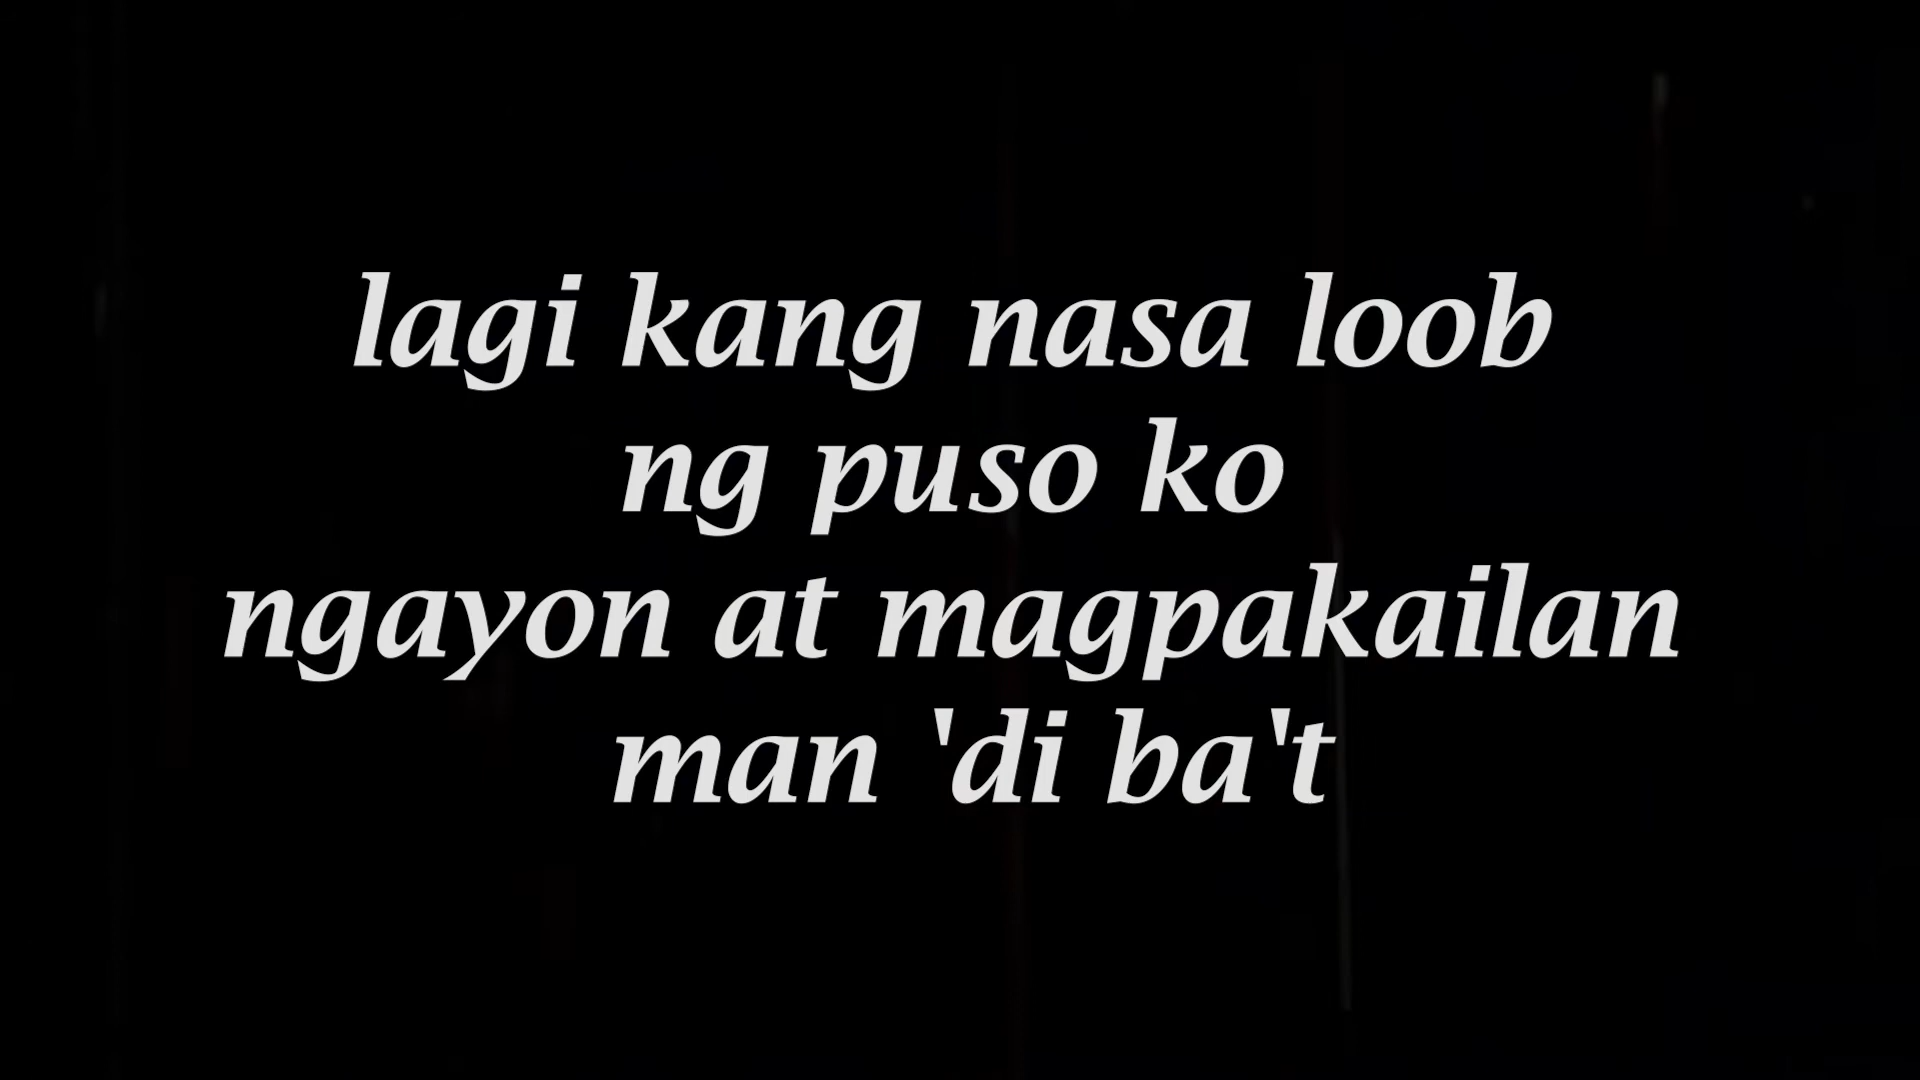 lagi kang nasa loob
ng puso ko
ngayon at magpakailan
man 'di ba't